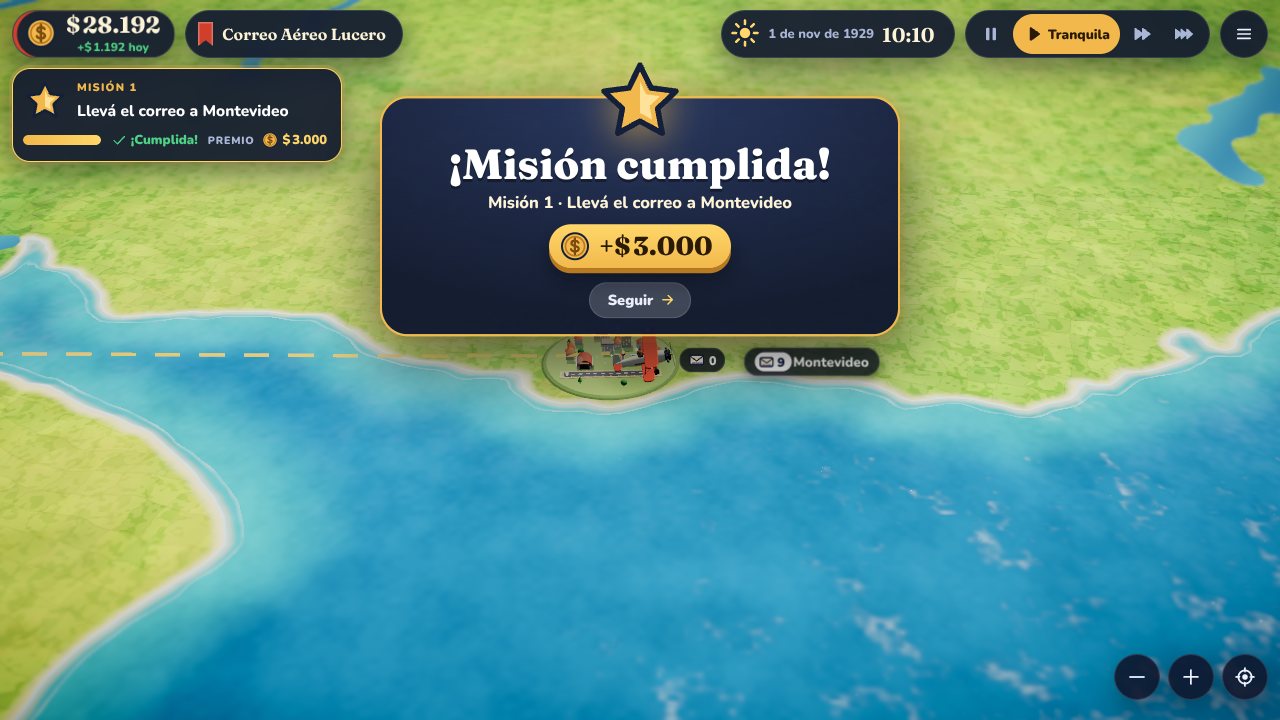 $28.192
+$1.192 hoy
Correo Aéreo Lucero
1 de nov de 1929 10:10
Tranquila
MISIÓN 1
Llevá el correo a Montevideo
¡Cumplida! PREMIO $3.000
¡Misión cumplida!
Misión 1 · Llevá el correo a Montevideo
+$3.000
Seguir →
0
9 Montevideo